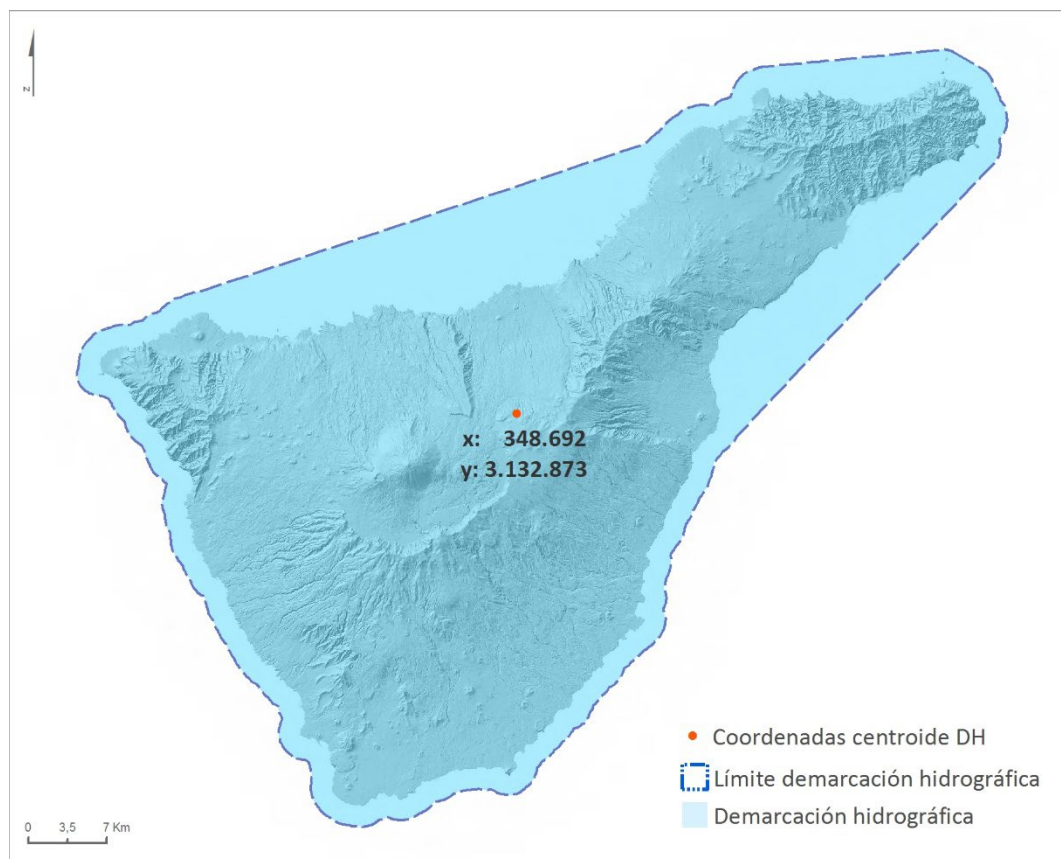 N
x: 348.692
y: 3.132.873
Coordenadas centroide DH
Límite demarcación hidrográfica
Demarcación hidrográfica
0 3,5 7 Km